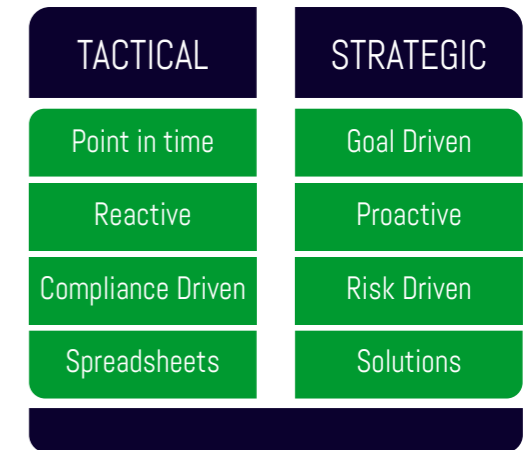 TACTICAL
STRATEGIC
Point in time
Goal Driven
Reactive
Proactive
Compliance Driven
Risk Driven
Spreadsheets
Solutions